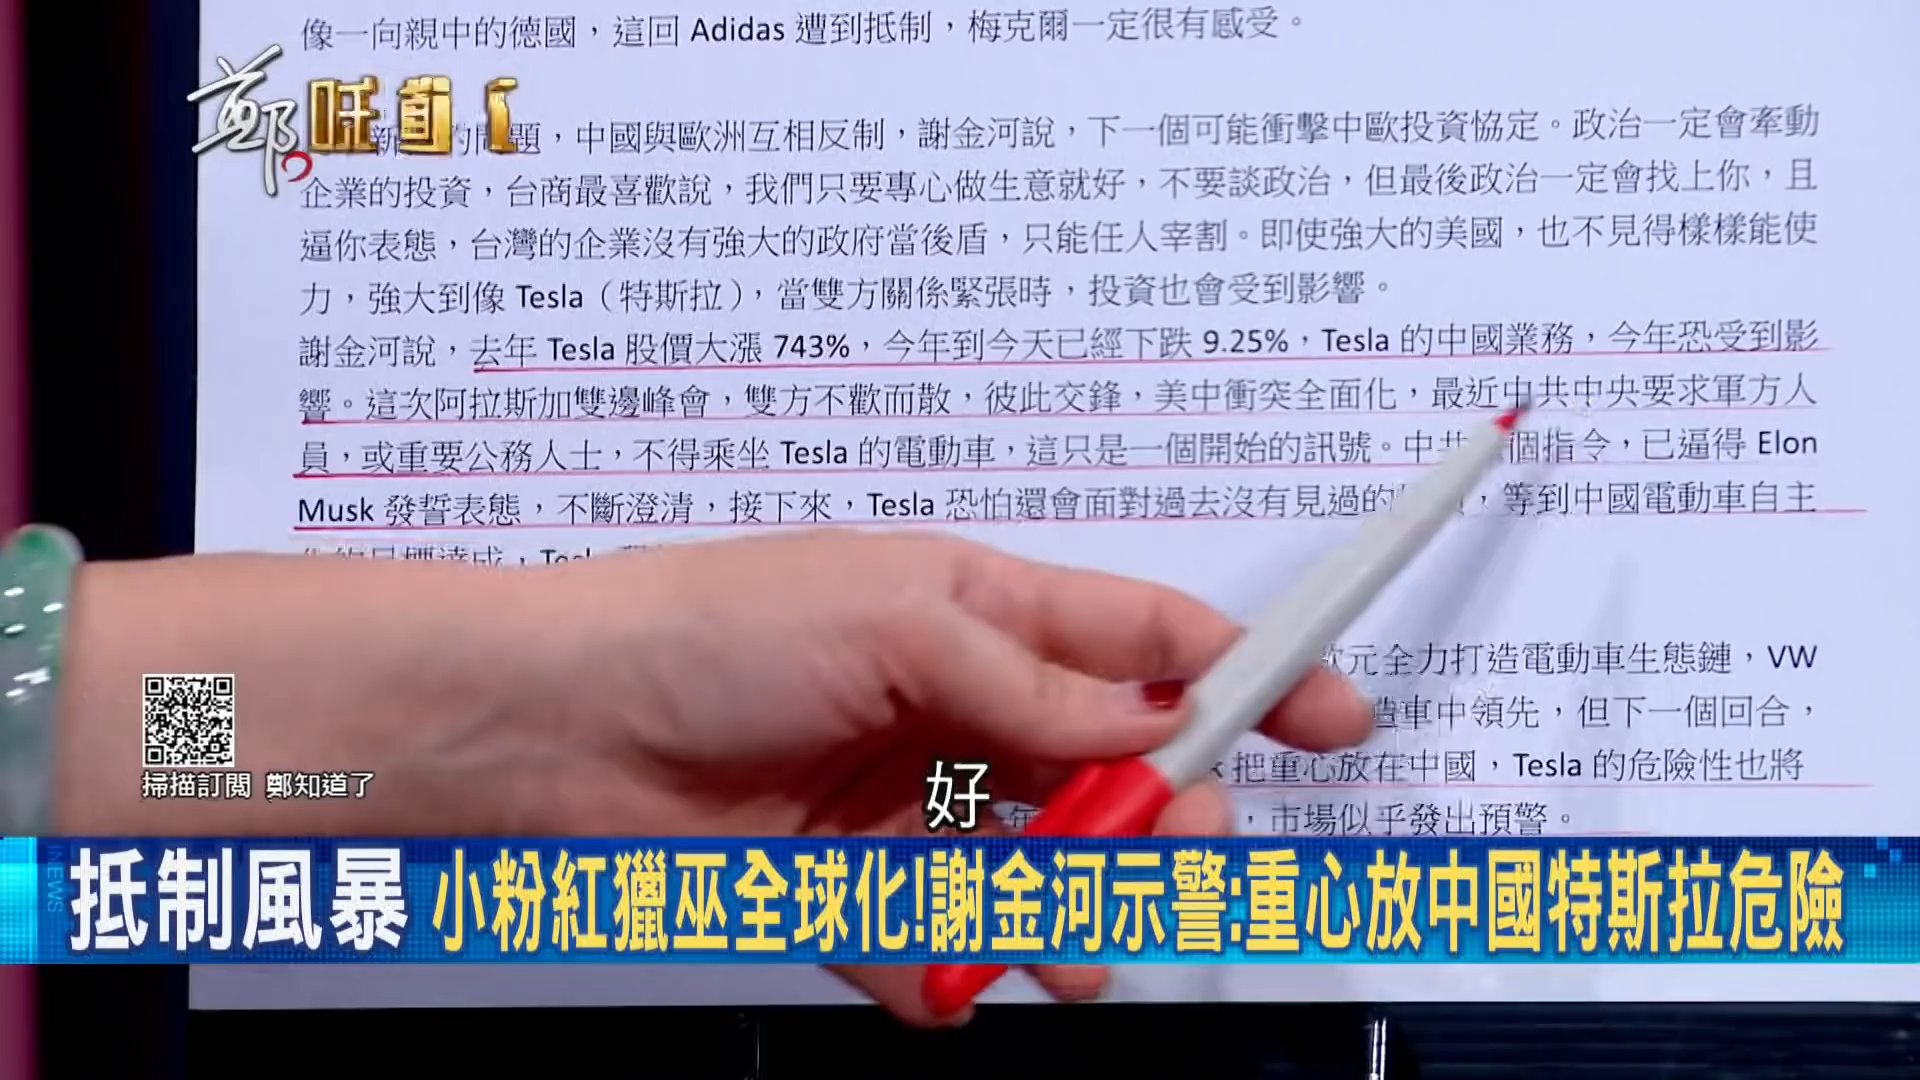 像一向親中的德國，這回 Adidas 遭到抵制，梅克爾一定很有感受。
鄭
新 的問題，中國與歐洲互相反制，謝金河說，下一個可能衝擊中歐投資協定。政治一定會牽動
企業的投資，台商最喜歡說，我們只要專心做生意就好，不要談政治，但最後政治一定會找上你，且
逼你表態，台灣的企業沒有強大的政府當後盾，只能任人宰割。即使強大的美國，也不見得樣樣能使
力，強大到像 Tesla（特斯拉），當雙方關係緊張時，投資也會受到影響。
謝金河說，去年 Tesla 股價大漲 743%，今年到今天已經下跌 9.25%，Tesla 的中國業務，今年恐受到影
響。這次阿拉斯加雙邊峰會，雙方不歡而散，彼此交鋒，美中衝突全面化，最近中共中央要求軍方人
員，或重要公務人士，不得乘坐 Tesla 的電動車，這只是一個開始的訊號。中共 個指令，已逼得 Elon
Musk 發誓表態，不斷澄清，接下來，Tesla 恐怕還會面對過去沒有見過的 ，等到中國電動車自主
歐元全力打造電動車生態鏈，VW
造車中領先，但下一個回合，
把重心放在中國，Tesla 的危險性也將
年 ，市場似乎發出預警。
掃描訂閱 鄭知道了
好
NEWS
抵制風暴 小粉紅獵巫全球化!謝金河示警:重心放中國特斯拉危險